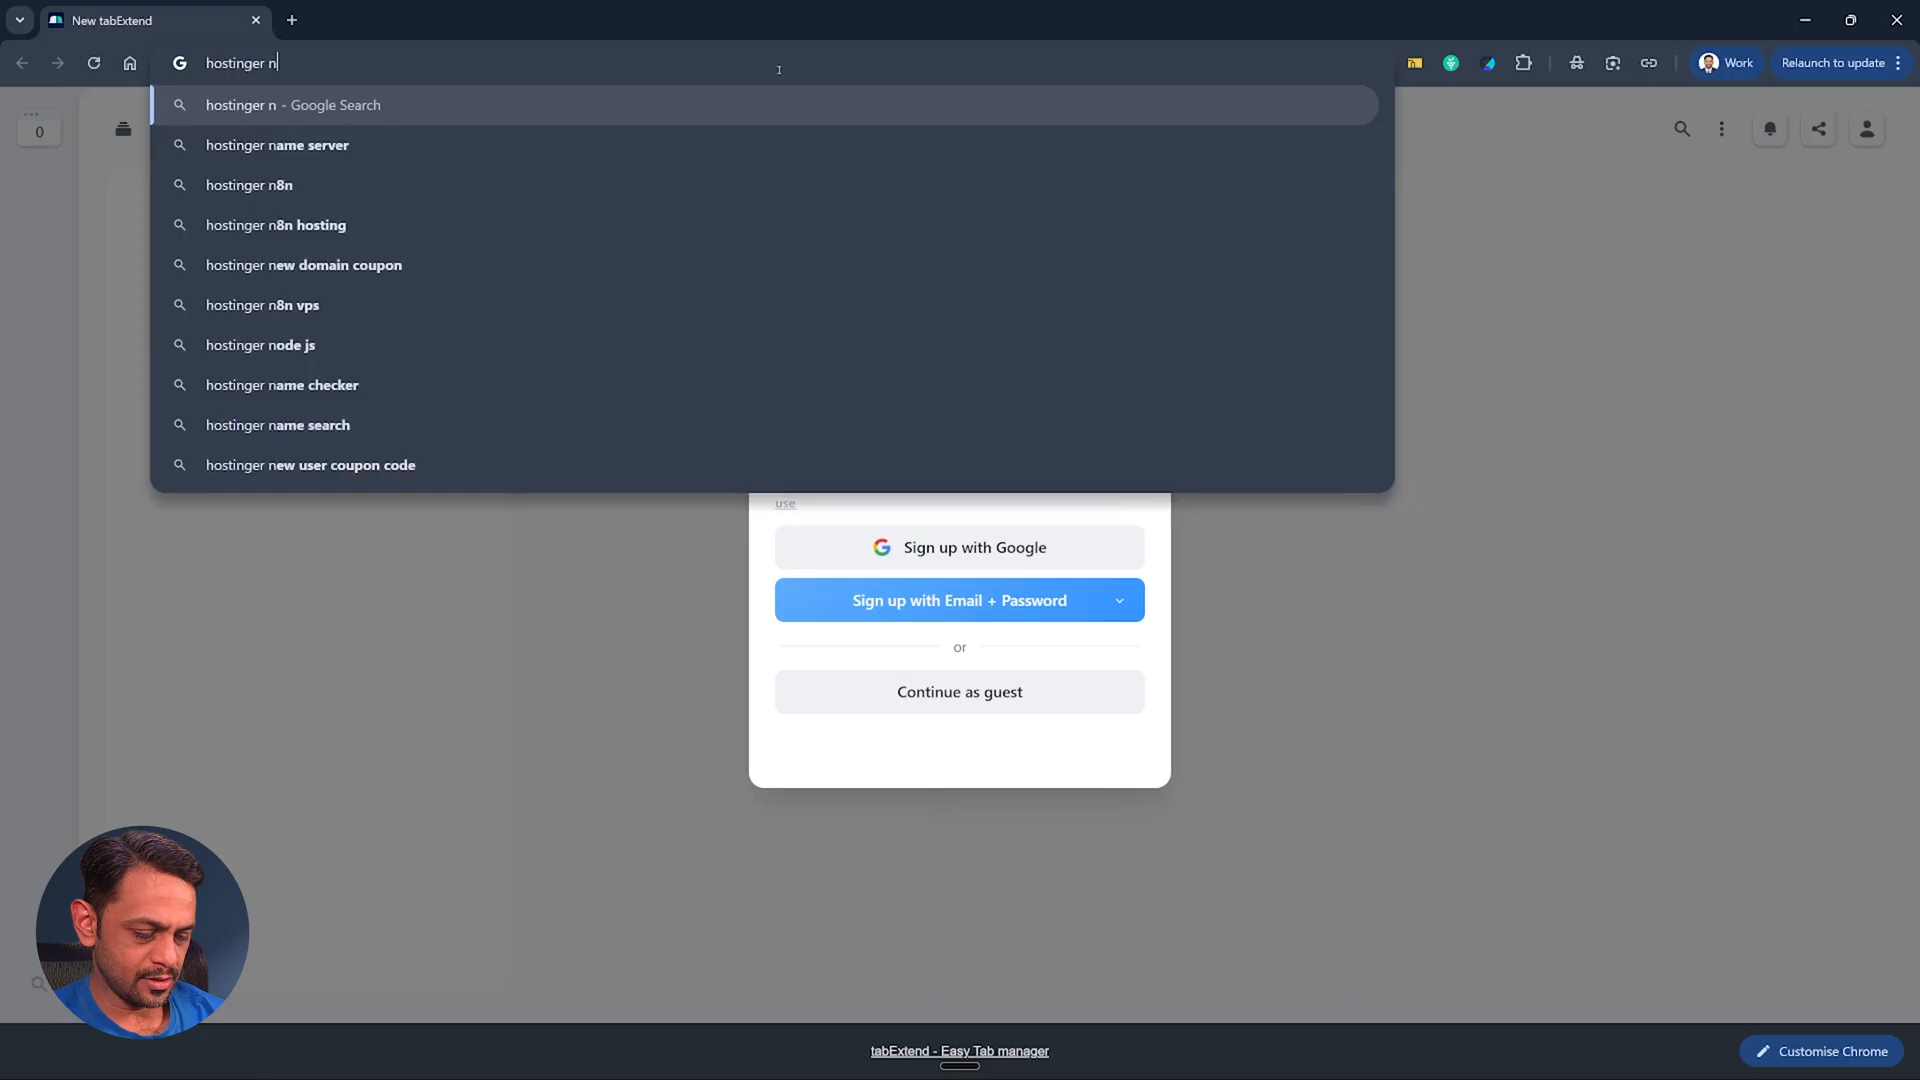 New tabExtend
hostinger n
Work
Relaunch to update
hostinger n - Google Search
hostinger name server
hostinger n8n
hostinger n8n hosting
hostinger new domain coupon
hostinger n8n vps
hostinger node js
hostinger name checker
hostinger name search
hostinger new user coupon code
0
use
Sign up with Google
Sign up with Email + Password
or
Continue as guest
tabExtend - Easy Tab manager
Customise Chrome